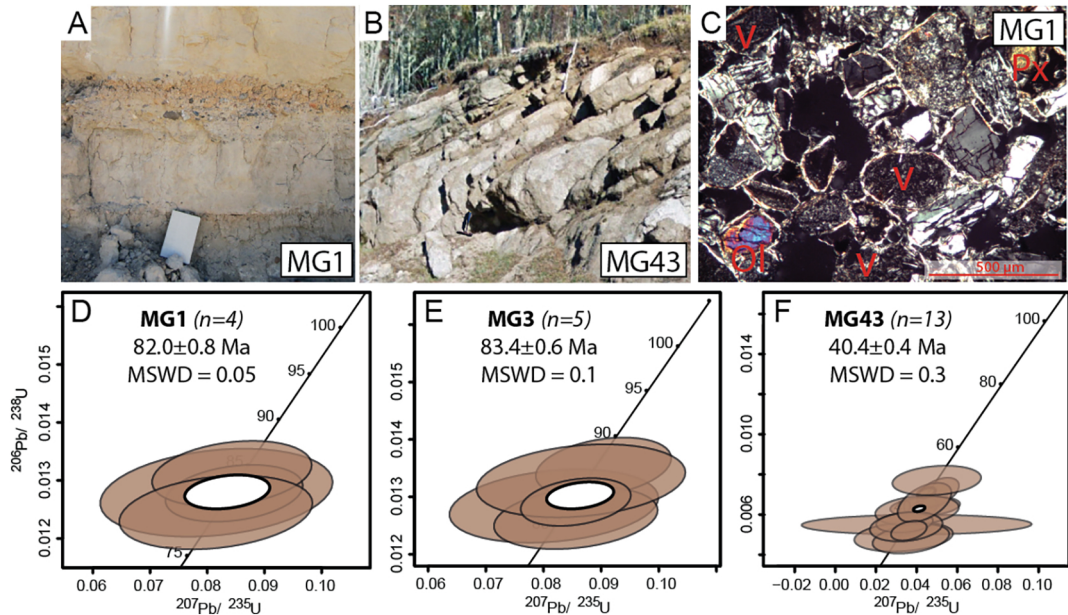 A
MG1
B
MG43
C
MG1
V
Px
V
Ol
V
500 µm
D
MG1 (n=4)
82.0±0.8 Ma
MSWD = 0.05
100
95
90
85
75
0.015
0.014
0.013
0.012
206Pb/ 238U
0.06
0.07
0.08
0.09
0.10
207Pb/ 235U
E
MG3 (n=5)
83.4±0.6 Ma
MSWD = 0.1
100
95
90
0.015
0.014
0.013
0.012
0.06
0.07
0.08
0.09
0.10
207Pb/ 235U
F
MG43 (n=13)
40.4±0.4 Ma
MSWD = 0.3
100
80
60
0.014
0.010
0.006
−0.02
0.00
0.02
0.04
0.06
0.08
0.10
207Pb/ 235U